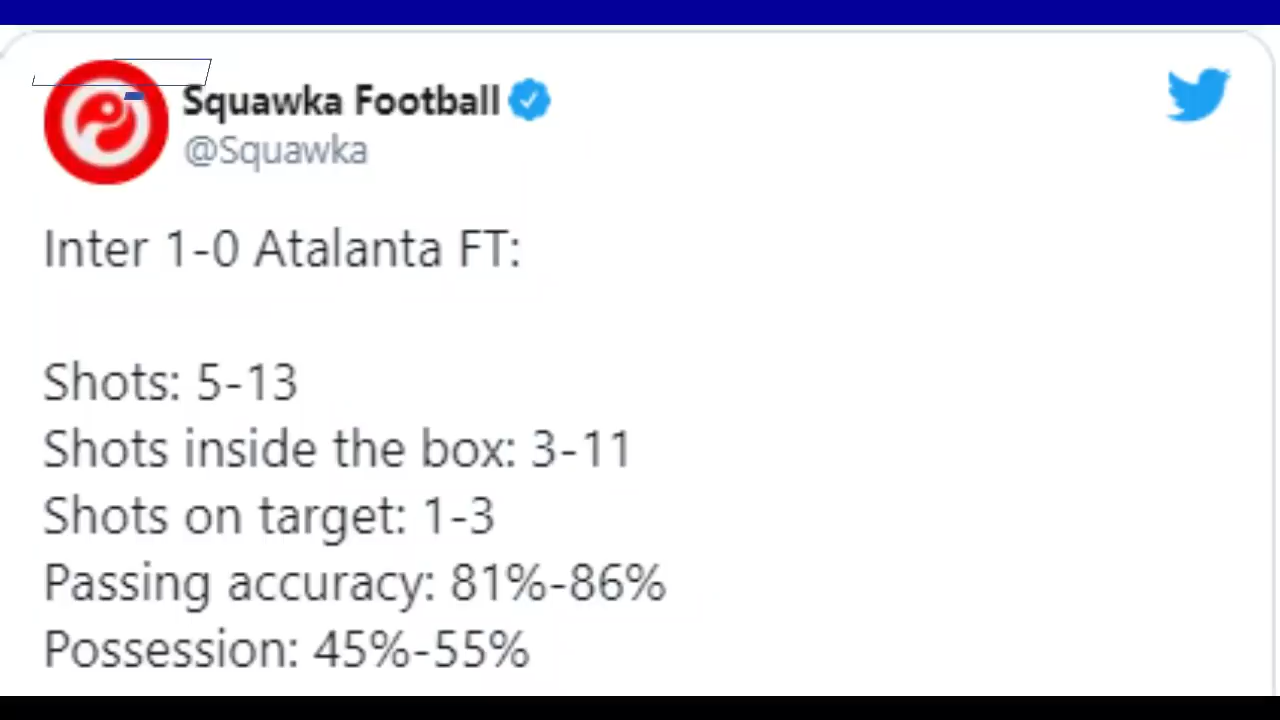 Squawka Football
@Squawka
Inter 1-0 Atalanta FT:
Shots: 5-13
Shots inside the box: 3-11
Shots on target: 1-3
Passing accuracy: 81%-86%
Possession: 45%-55%